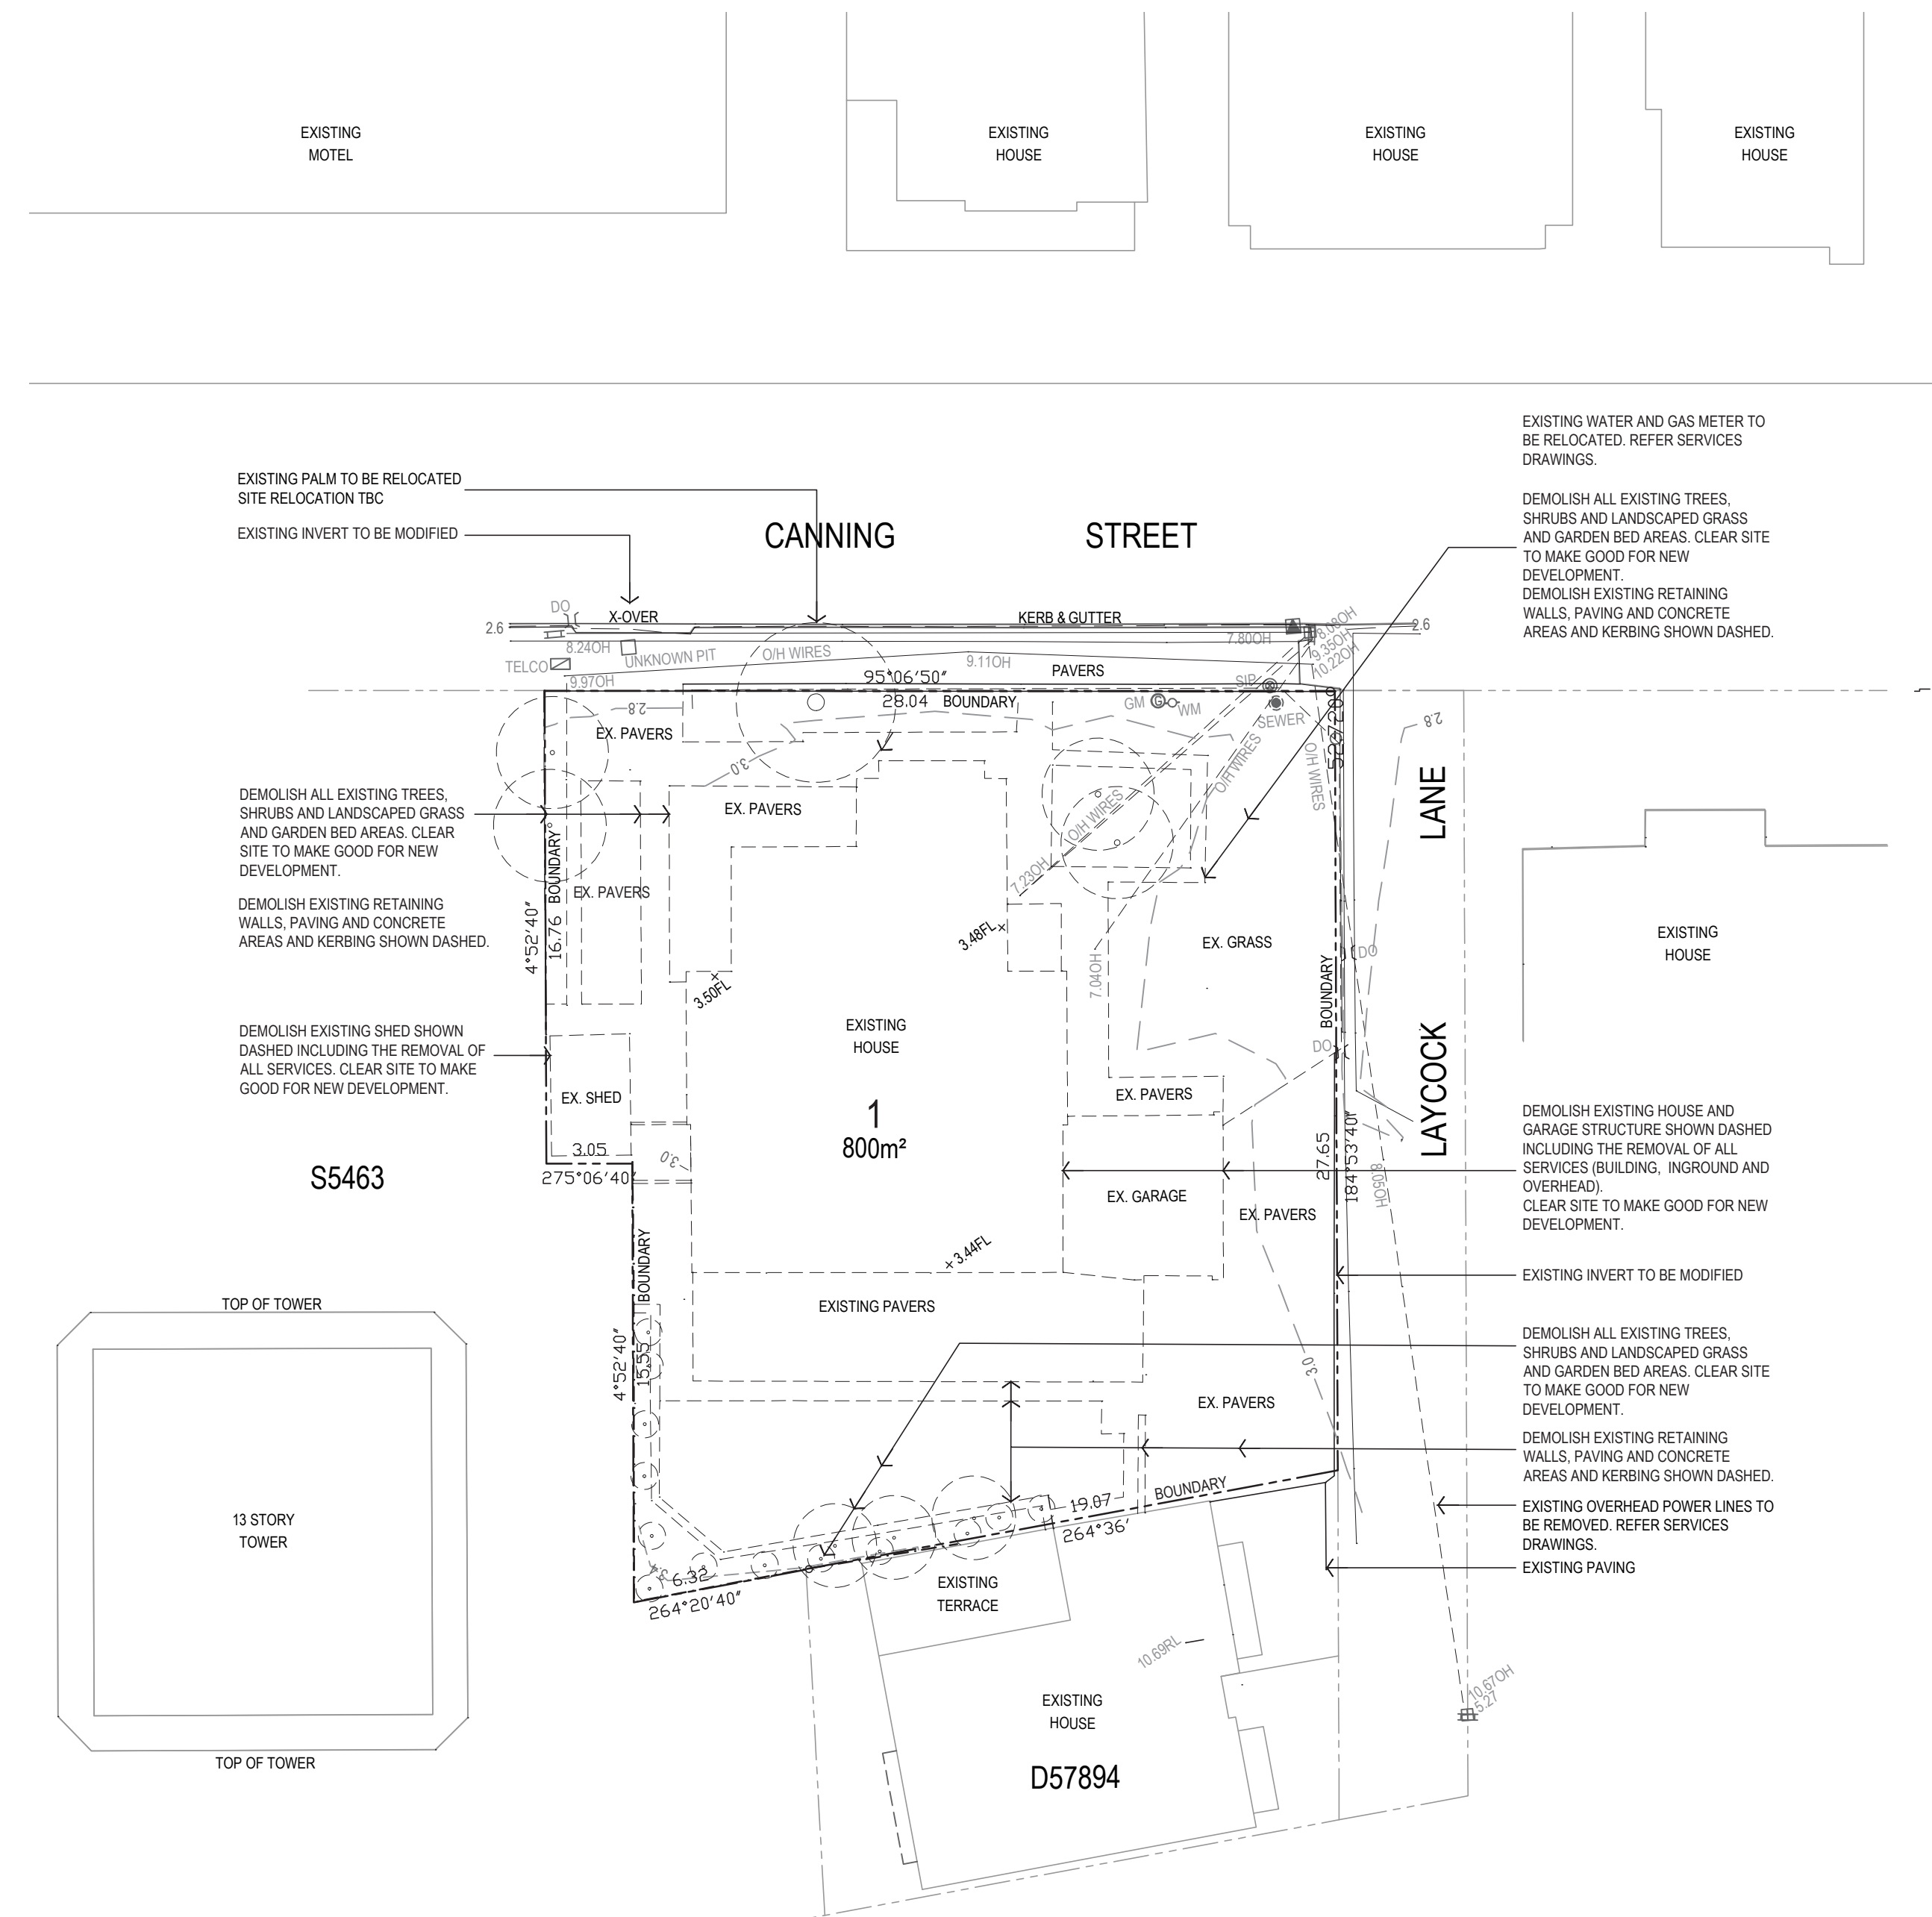 EXISTING
MOTEL
EXISTING
HOUSE
EXISTING
HOUSE
EXISTING
HOUSE
EXISTING WATER AND GAS METER TO
BE RELOCATED. REFER SERVICES
DRAWINGS.
EXISTING PALM TO BE RELOCATED
SITE RELOCATION TBC
EXISTING INVERT TO BE MODIFIED
CANNING STREET
DEMOLISH ALL EXISTING TREES,
SHRUBS AND LANDSCAPED GRASS
AND GARDEN BED AREAS. CLEAR SITE
TO MAKE GOOD FOR NEW
DEVELOPMENT.
DEMOLISH EXISTING RETAINING
WALLS, PAVING AND CONCRETE
AREAS AND KERBING SHOWN DASHED.
DO
X-OVER
KERB & GUTTER
2.6
2.6
8.24OH
UNKNOWN PIT
O/H WIRES
7.80OH
9.35OH
10.22OH
TELCO
9.11OH
PAVERS
9.97OH
95°06'50"
SIP
28.04 BOUNDARY
GM
G
WM
SEWER
2.8
2.8
EX. PAVERS
3.0
O/H WIRES
O/H WIRES
O/H WIRES
LANE
DEMOLISH ALL EXISTING TREES,
SHRUBS AND LANDSCAPED GRASS
AND GARDEN BED AREAS. CLEAR
SITE TO MAKE GOOD FOR NEW
DEVELOPMENT.
EX. PAVERS
DEMOLISH EXISTING RETAINING
WALLS, PAVING AND CONCRETE
AREAS AND KERBING SHOWN DASHED.
4°52'40"
16.76 BOUNDARY
EX. PAVERS
7.23OH
3.48FL
EX. GRASS
BOUNDARY
DO
EXISTING
HOUSE
3.50FL
7.04OH
EXISTING
HOUSE
DEMOLISH EXISTING SHED SHOWN
DASHED INCLUDING THE REMOVAL OF
ALL SERVICES. CLEAR SITE TO MAKE
GOOD FOR NEW DEVELOPMENT.
DO
LAYCOCK
EX. SHED
EX. PAVERS
1
800m²
3.05
275°06'40"
3.0
S5463
27.65
184°53'40"
8.05OH
EX. GARAGE
EX. PAVERS
DEMOLISH EXISTING HOUSE AND
GARAGE STRUCTURE SHOWN DASHED
INCLUDING THE REMOVAL OF ALL
SERVICES (BUILDING, INGROUND AND
OVERHEAD).
CLEAR SITE TO MAKE GOOD FOR NEW
DEVELOPMENT.
BOUNDARY
3.44FL
EXISTING INVERT TO BE MODIFIED
TOP OF TOWER
EXISTING PAVERS
4°52'40"
15.55
3.0
DEMOLISH ALL EXISTING TREES,
SHRUBS AND LANDSCAPED GRASS
AND GARDEN BED AREAS. CLEAR SITE
TO MAKE GOOD FOR NEW
DEVELOPMENT.
EX. PAVERS
DEMOLISH EXISTING RETAINING
WALLS, PAVING AND CONCRETE
AREAS AND KERBING SHOWN DASHED.
BOUNDARY
19.07
264°36'
EXISTING OVERHEAD POWER LINES TO
BE REMOVED. REFER SERVICES
DRAWINGS.
13 STORY
TOWER
3.4
6.32
264°20'40"
EXISTING
TERRACE
EXISTING PAVING
10.69RL
10.67OH
5.27
EXISTING
HOUSE
TOP OF TOWER
D57894